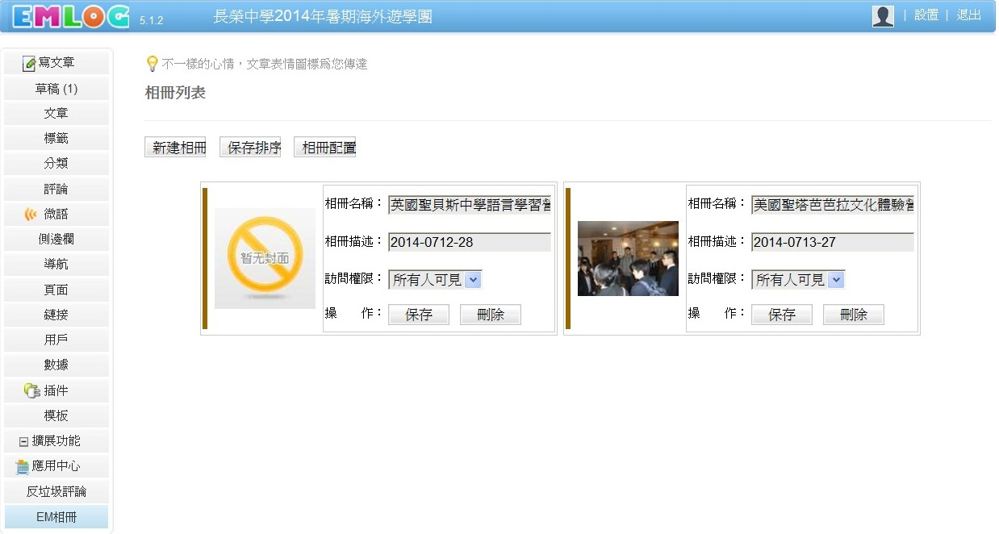 EMLOG 5.1.2 長榮中學2014年暑期海外遊學團 | 設置 | 退出
寫文章
草稿 (1)
文章
標籤
分類
評論
微語
側邊欄
導航
頁面
鏈接
用戶
數據
插件
模板
擴展功能
應用中心
反垃圾評論
EM相冊
不一樣的心情，文章表情圖標為您傳達
相冊列表
新建相冊 保存排序 相冊配置
暂无封面
相冊名稱： 英國聖貝斯中學語言學習營
相冊描述： 2014-0712-28
訪問權限： 所有人可見
操 作： 保存 刪除
相冊名稱： 美國聖塔芭芭拉文化體驗營
相冊描述： 2014-0713-27
訪問權限： 所有人可見
操 作： 保存 刪除